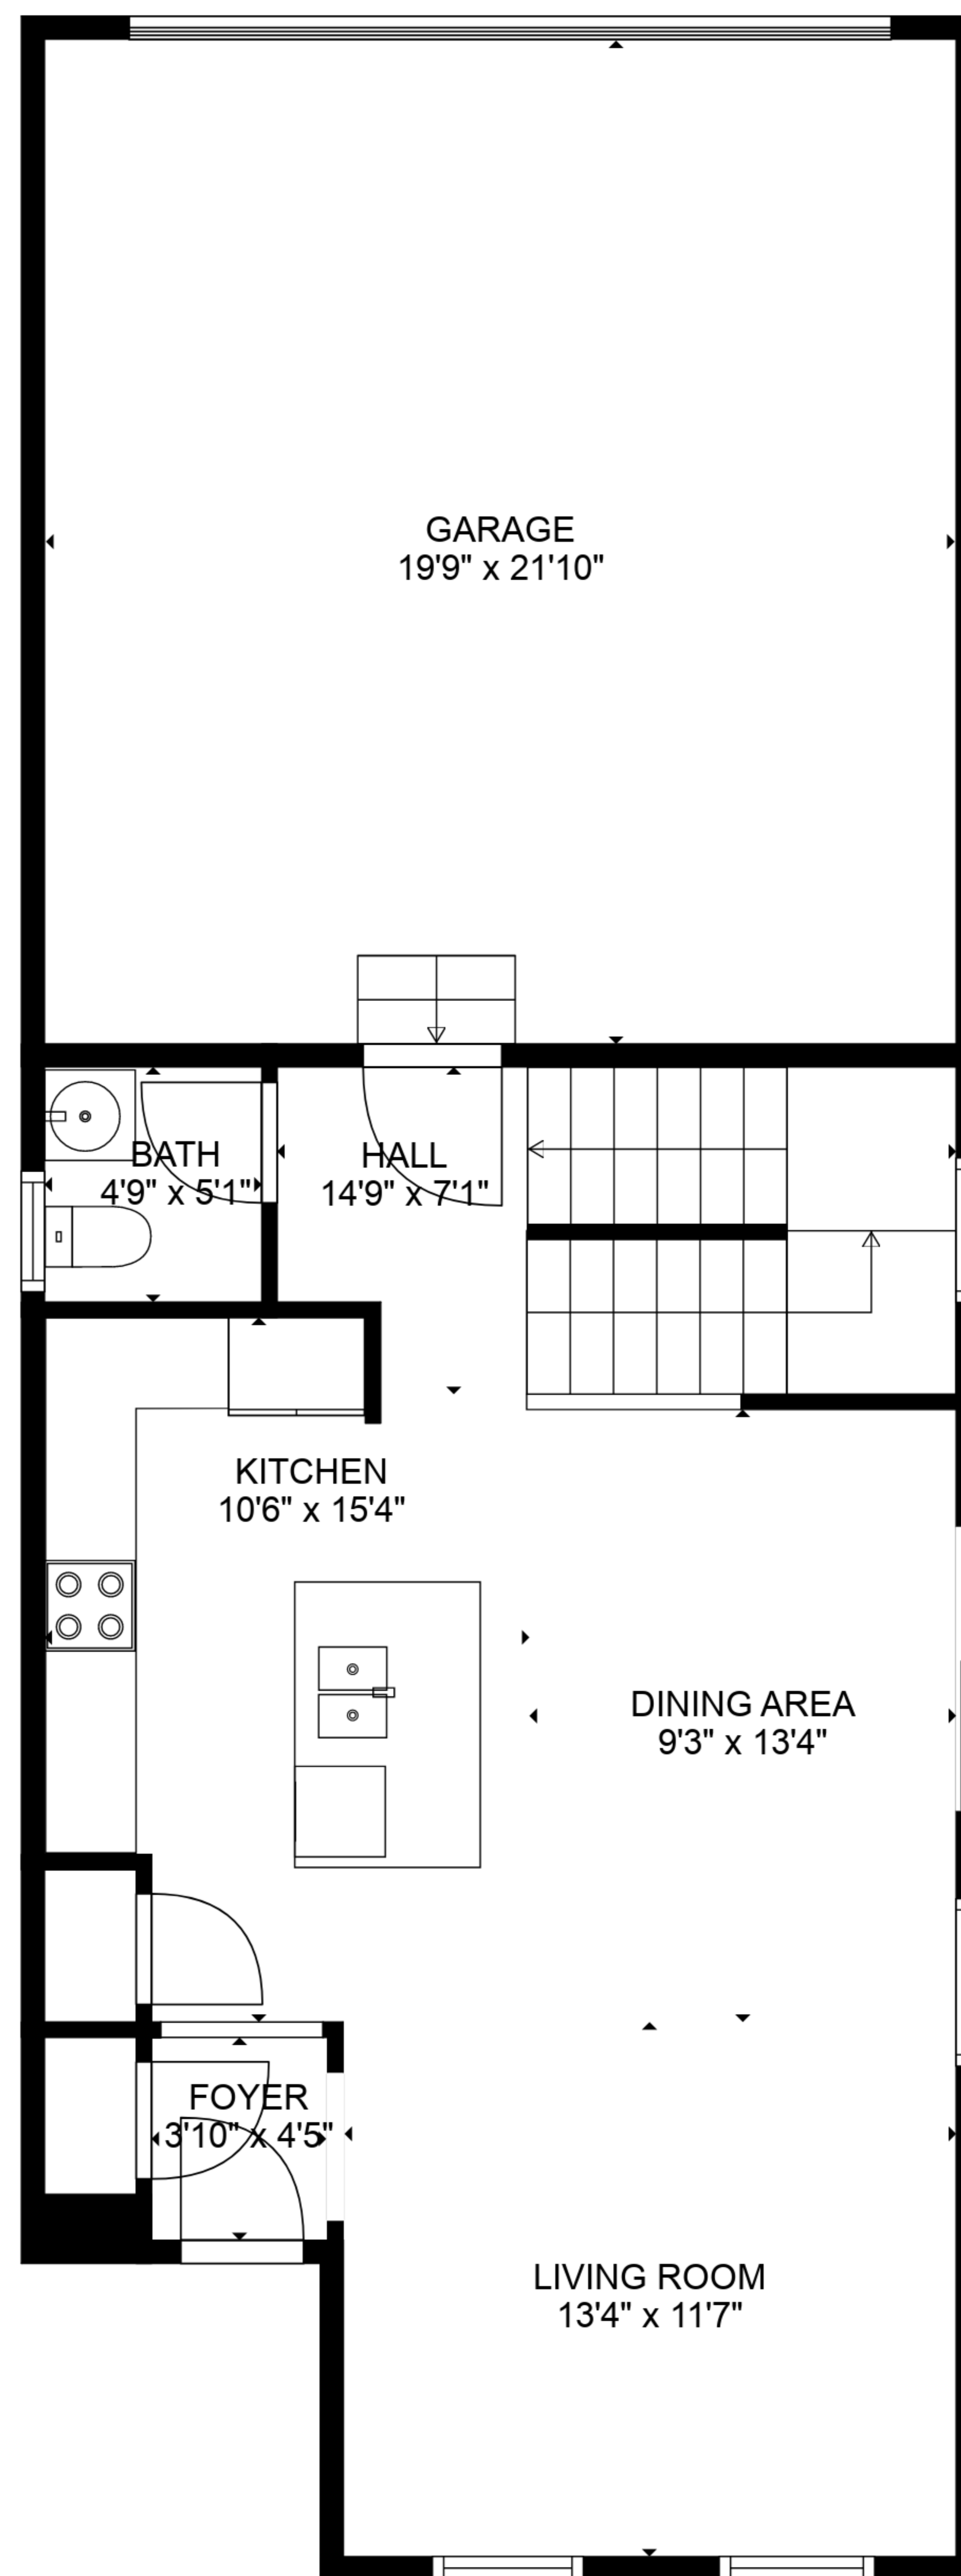 GARAGE
19'9" x 21'10"
BATH
4'9" x 5'1"
HALL
14'9" x 7'1"
KITCHEN
10'6" x 15'4"
DINING AREA
9'3" x 13'4"
FOYER
3'10" x 4'5"
LIVING ROOM
13'4" x 11'7"